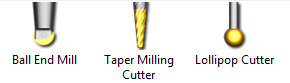 Ball End Mill
Taper Milling
Cutter
Lollipop Cutter